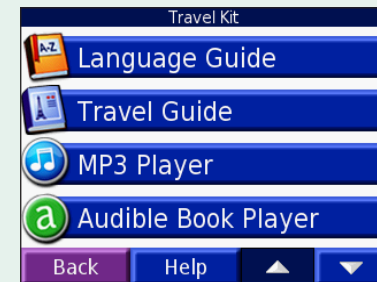 Travel Kit
A-Z
Language Guide
Travel Guide
MP3 Player
a
Audible Book Player
Back
Help